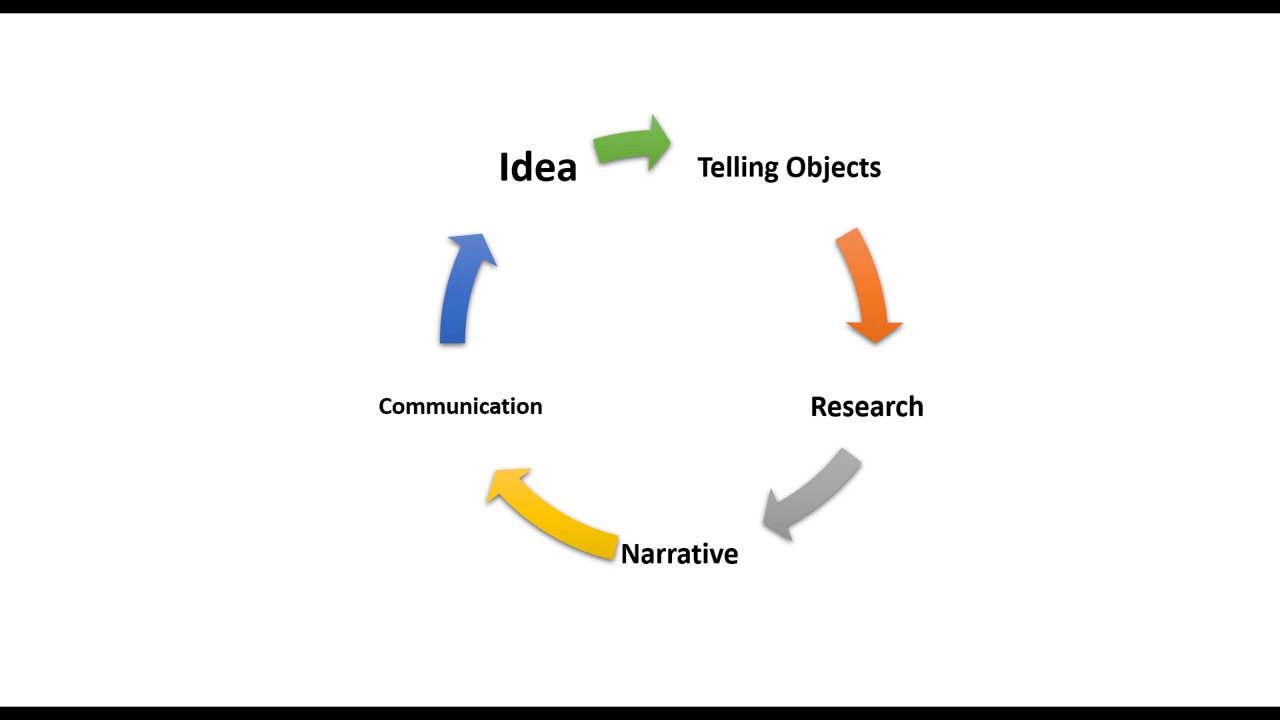 Idea
Telling Objects
Research
Narrative
Communication